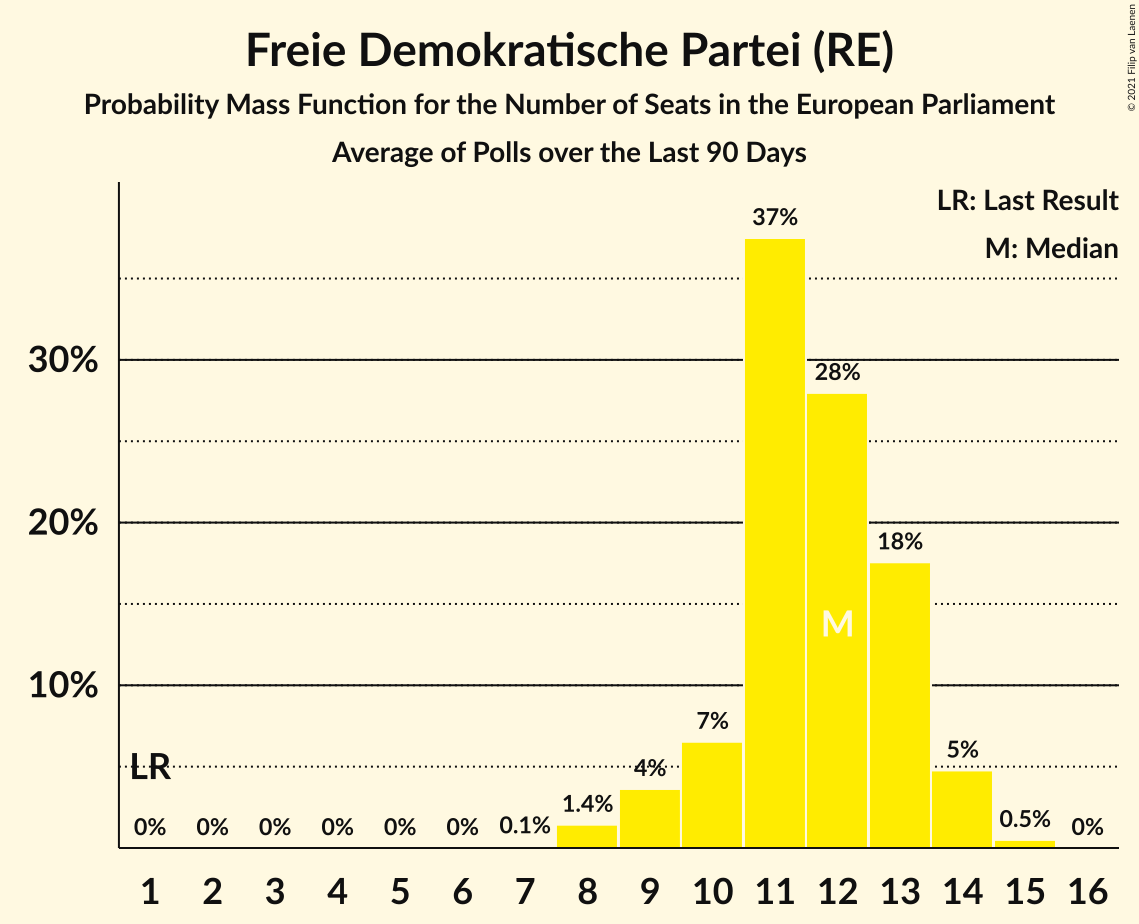 Freie Demokratische Partei (RE)
Probability Mass Function for the Number of Seats in the European Parliament
Average of Polls over the Last 90 Days
© 2021 Filip van Laenen
LR: Last Result
M: Median
37%
30%
28%
20%
18%
M
10%
7%
5%
LR
4%
1.4%
0% 0% 0% 0% 0% 0% 0.1% 0.5% 0%
1 2 3 4 5 6 7 8 9 10 11 12 13 14 15 16